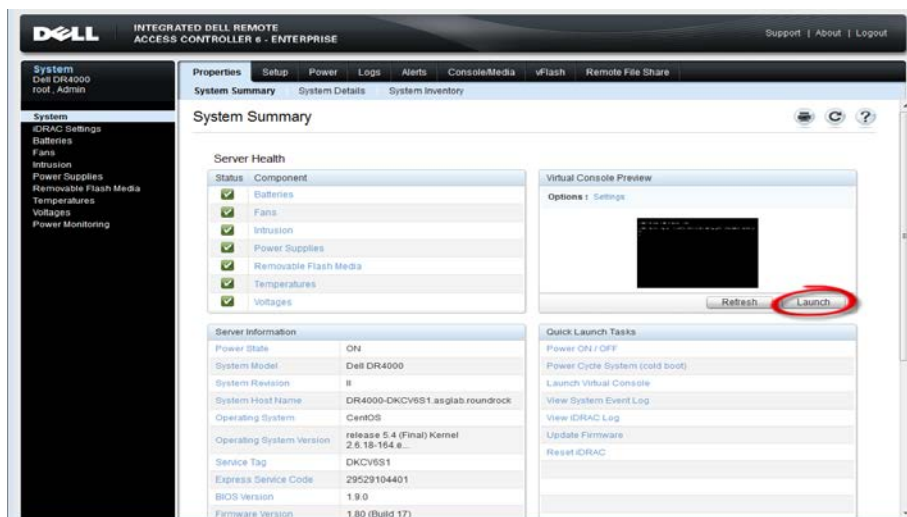 DELL
INTEGRATED DELL REMOTE
ACCESS CONTROLLER 6 - ENTERPRISE
Support | About | Logout
System
Dell DR4000
root , Admin
Properties Setup Power Logs Alerts Console/Media vFlash Remote File Share
System Summary System Details System Inventory
System
iDRAC Settings
Batteries
Fans
Intrusion
Power Supplies
Removable Flash Media
Temperatures
Voltages
Power Monitoring
System Summary
Server Health
Status Component
Batteries
Fans
Intrusion
Power Supplies
Removable Flash Media
Temperatures
Voltages
Virtual Console Preview
Options : Settings
Refresh Launch
Server Information
Power State ON
System Model Dell DR4000
System Revision II
System Host Name DR4000-DKCV6S1.asglab.roundrock
Operating System CentOS
Operating System Version release 5.4 (Final) Kernel
2.6.18-164.e...
Service Tag DKCV6S1
Express Service Code 29529104401
BIOS Version 1.9.0
Firmware Version 1.80 (Build 17)
Quick Launch Tasks
Power ON / OFF
Power Cycle System (cold boot)
Launch Virtual Console
View System Event Log
View iDRAC Log
Update Firmware
Reset iDRAC